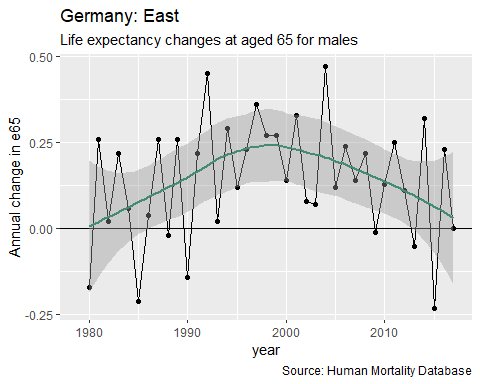 Germany: East
Life expectancy changes at aged 65 for males
Annual change in e65
0.50
0.25
0.00
-0.25
1980 1990 2000 2010
year
Source: Human Mortality Database